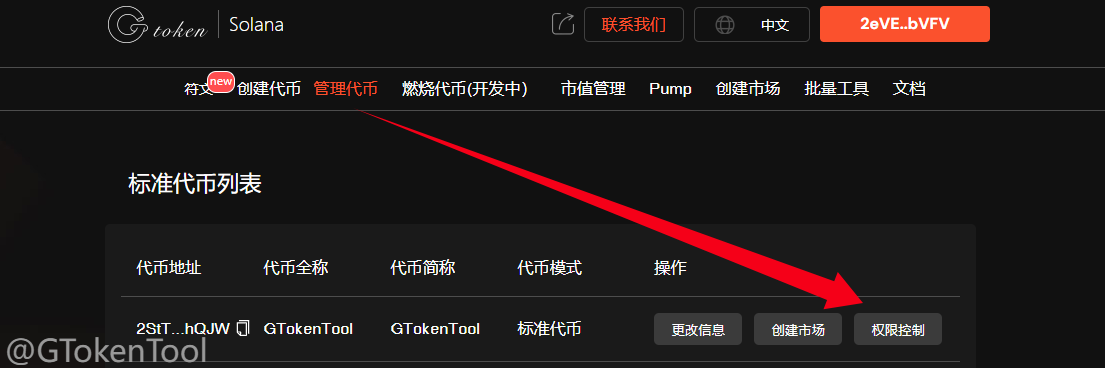 Gtoken Solana 联系我们 中文 2eVE..bVFV
符文 new 创建代币 管理代币 燃烧代币(开发中) 市值管理 Pump 创建市场 批量工具 文档
标准代币列表
代币地址 代币全称 代币简称 代币模式 操作
2StT...hQJW GTokenTool GTokenTool 标准代币 更改信息 创建市场 权限控制
@GTokenTool